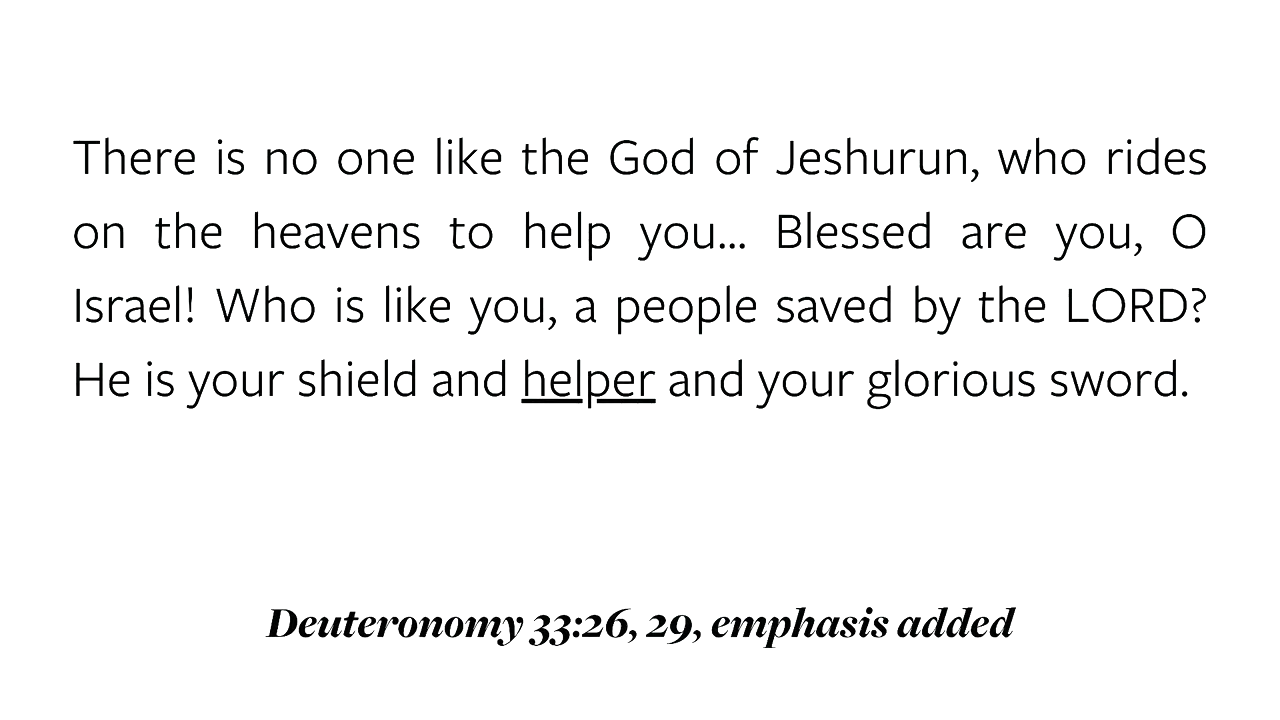 There is no one like the God of Jeshurun, who rides
on the heavens to help you... Blessed are you, O
Israel! Who is like you, a people saved by the LORD?
He is your shield and helper and your glorious sword.
Deuteronomy 33:26, 29, emphasis added